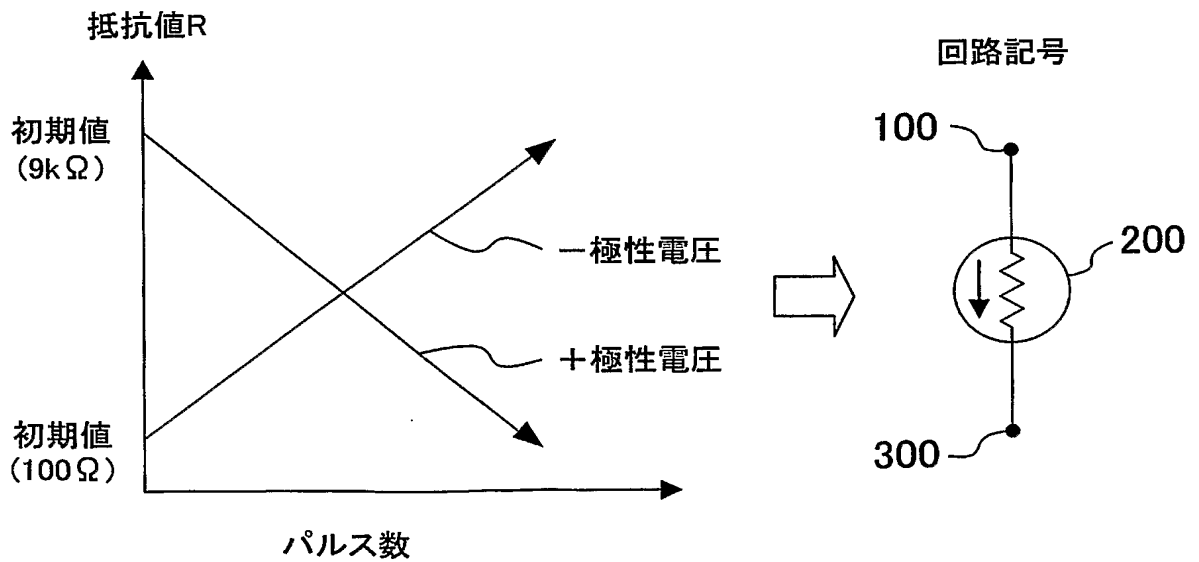 抵抗値R
初期値
(9kΩ)
初期値
(100Ω)
－極性電圧
＋極性電圧
パルス数
回路記号
100
200
300